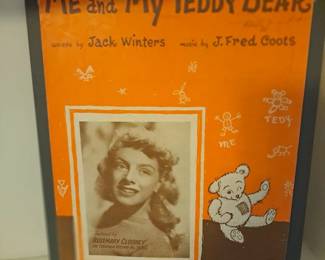 ME and MY TEDDY BEAR
words by Jack Winters music by J. Fred Coots
TEDY
ME
ROSEMARY CLOONEY